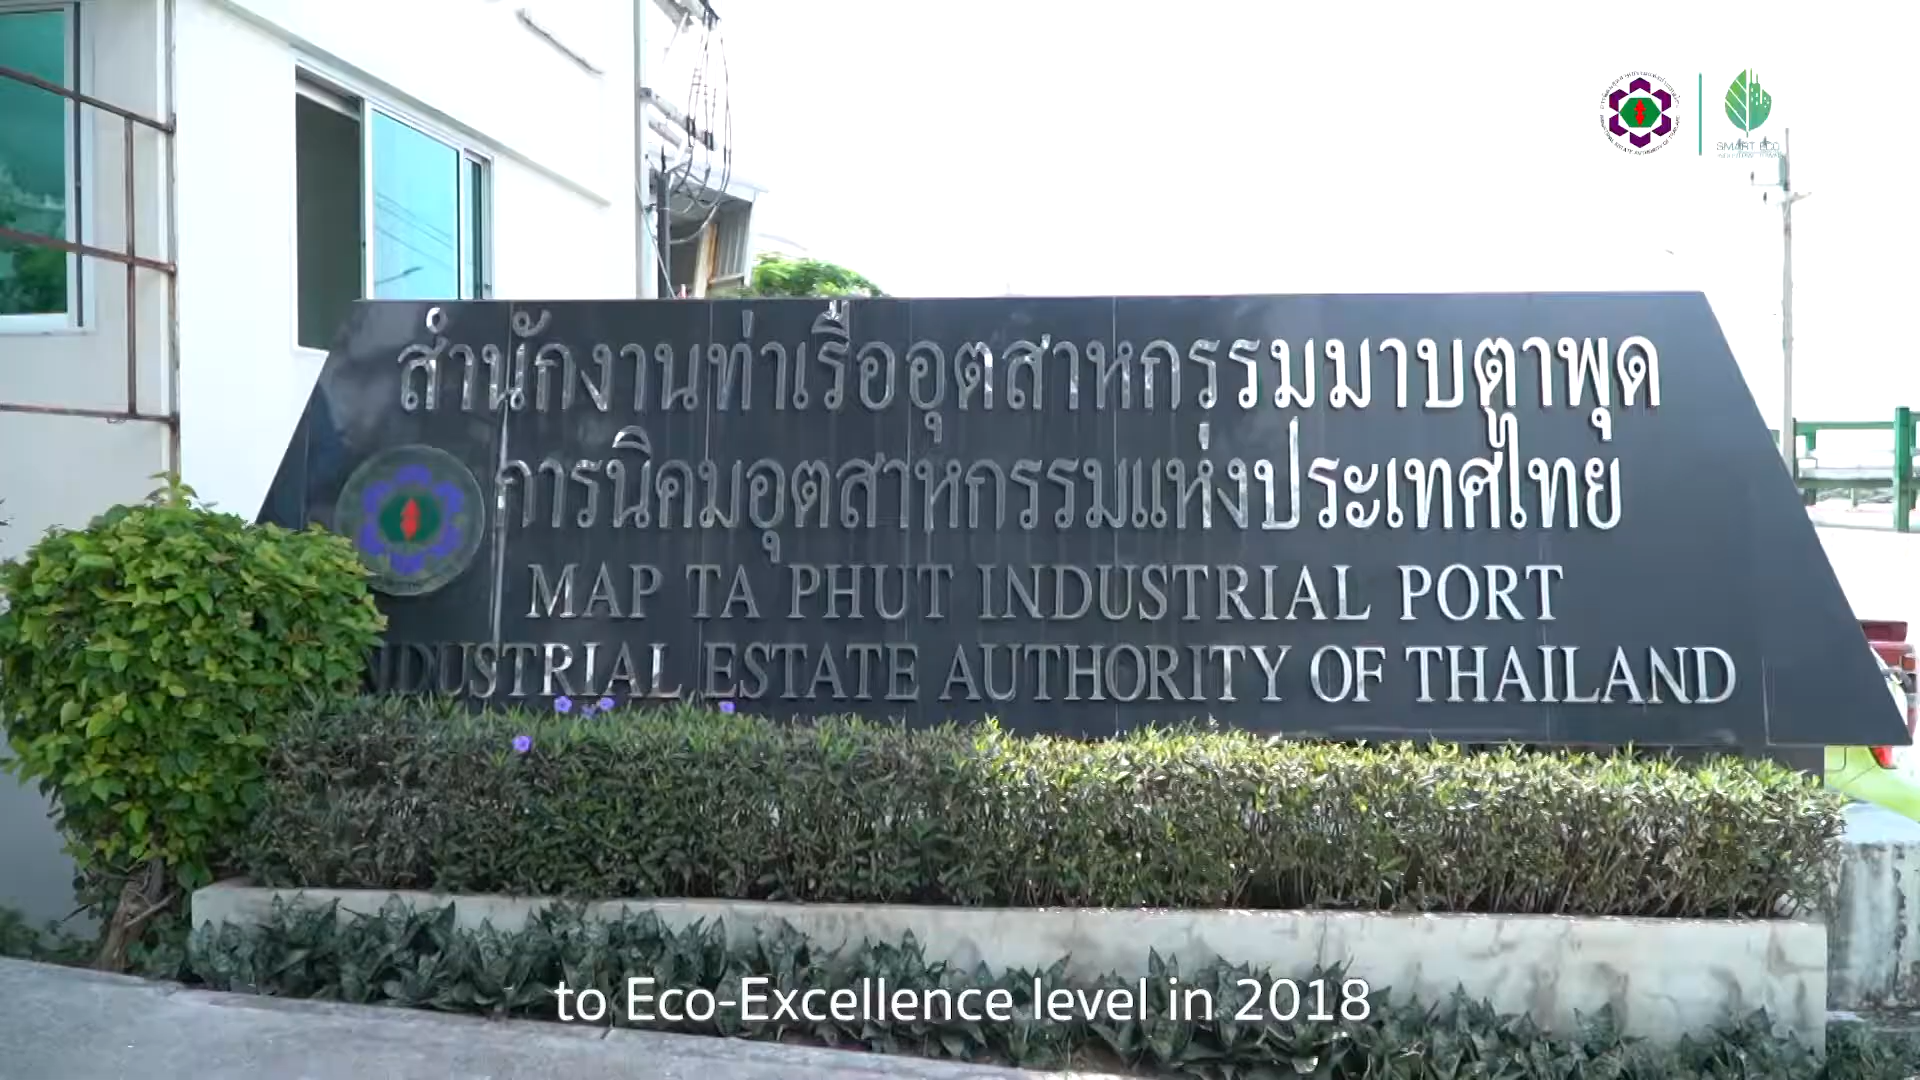 SMART ECO
สำนักงานท่าเรืออุตสาหกรรมมาบตาพุด
การนิคมอุตสาหกรรมแห่งประเทศไทย
MAP TA PHUT INDUSTRIAL PORT
INDUSTRIAL ESTATE AUTHORITY OF THAILAND
to Eco-Excellence level in 2018